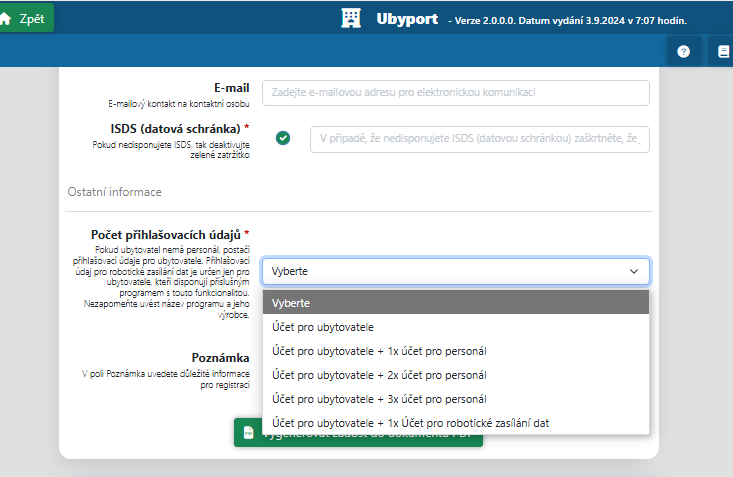 Zpět
Ubyport - Verze 2.0.0.0. Datum vydání 3.9.2024 v 7:07 hodin.
E-mail
E-mailový kontakt na kontaktní osobu
Zadejte e-mailovou adresu pro elektronickou komunikaci
ISDS (datová schránka) *
Pokud nedisponujete ISDS, tak deaktivujte
zelené zatržítko
V případě, že nedisponujete ISDS (datovou schránkou) zaškrtněte, že
Ostatní informace
Počet přihlašovacích údajů *
Pokud ubytovatel nemá personál, postačí
přihlašovací údaje pro ubytovatele. Přihlašovací
údaj pro robotické zasílání dat je určen jen pro
ubytovatele, kteří disponují příslušným
programem s touto funkcionalitou.
Nezapomeňte uvést název programu a jeho
výrobce.
Vyberte
Vyberte
Účet pro ubytovatele
Účet pro ubytovatele + 1x účet pro personál
Účet pro ubytovatele + 2x účet pro personál
Účet pro ubytovatele + 3x účet pro personál
Účet pro ubytovatele + 1x Účet pro robotické zasílání dat
Poznámka
V poli Poznámka uvedete důležité informace
pro registraci
Vygenerovat žádost do dokumentu PDF